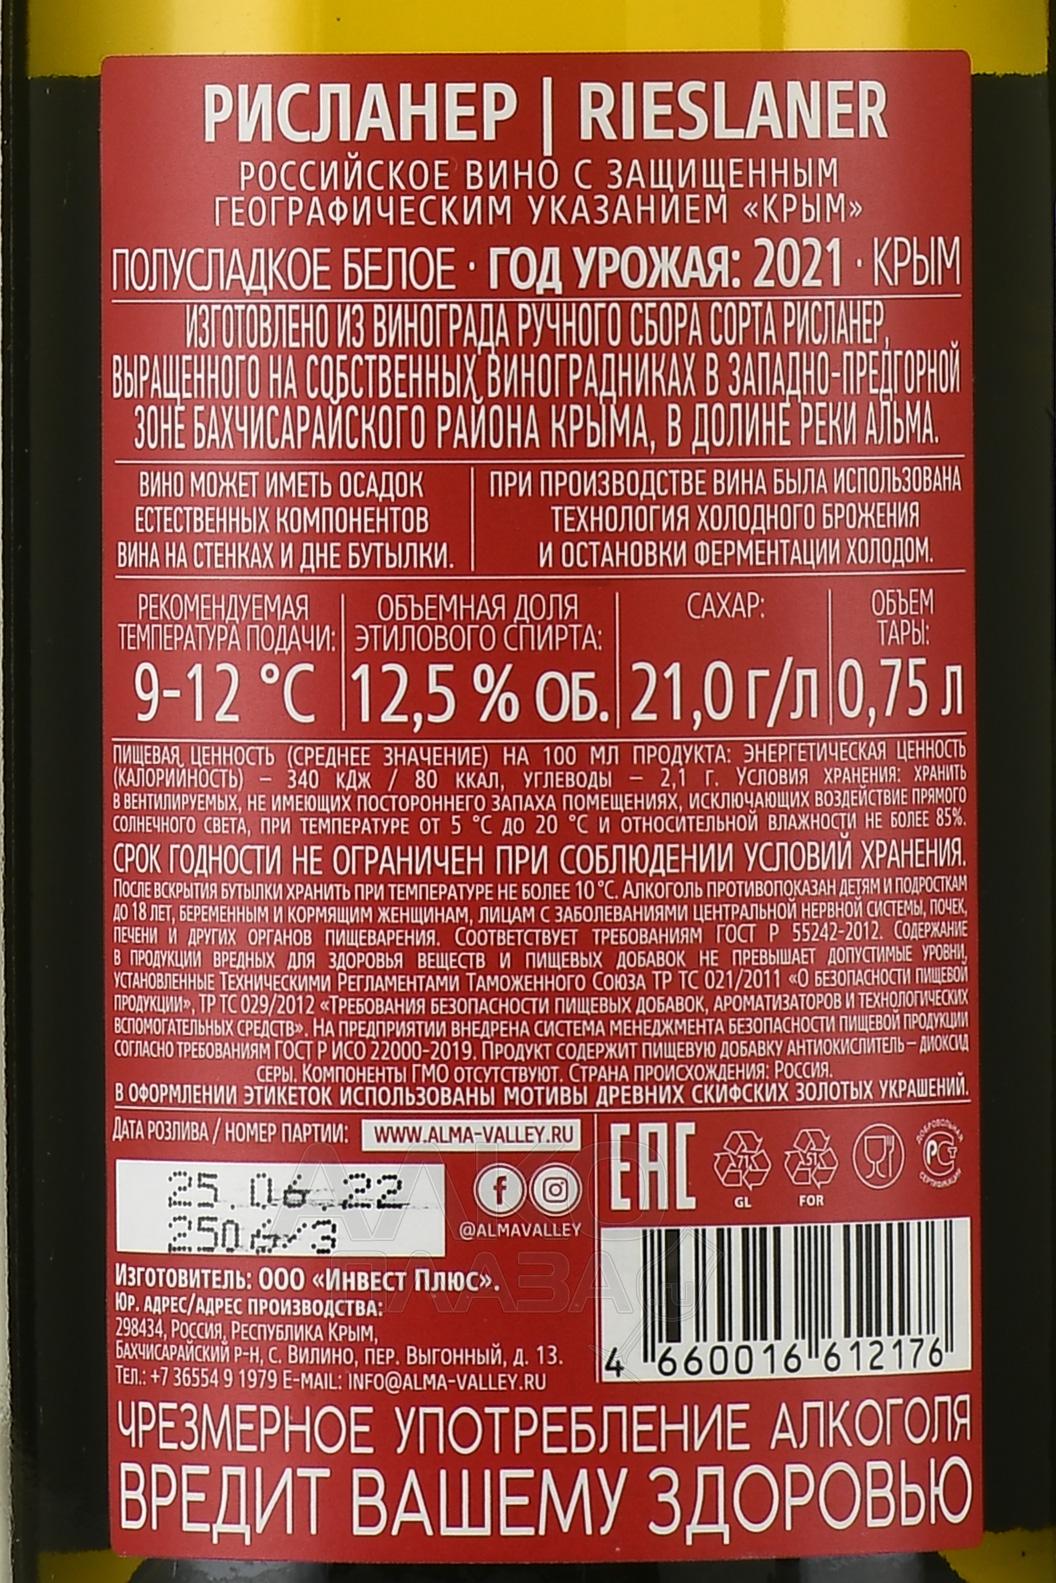 РИСЛАНЕР | RIESLANER
РОССИЙСКОЕ ВИНО С ЗАЩИЩЕННЫМ
ГЕОГРАФИЧЕСКИМ УКАЗАНИЕМ «КРЫМ»
ПОЛУСЛАДКОЕ БЕЛОЕ · ГОД УРОЖАЯ: 2021 · КРЫМ
ИЗГОТОВЛЕНО ИЗ ВИНОГРАДА РУЧНОГО СБОРА СОРТА РИСЛАНЕР,
ВЫРАЩЕННОГО НА СОБСТВЕННЫХ ВИНОГРАДНИКАХ В ЗАПАДНО-ПРЕДГОРНОЙ
ЗОНЕ БАХЧИСАРАЙСКОГО РАЙОНА КРЫМА, В ДОЛИНЕ РЕКИ АЛЬМА.
ВИНО МОЖЕТ ИМЕТЬ ОСАДОК
ЕСТЕСТВЕННЫХ КОМПОНЕНТОВ
ВИНА НА СТЕНКАХ И ДНЕ БУТЫЛКИ.
ПРИ ПРОИЗВОДСТВЕ ВИНА БЫЛА ИСПОЛЬЗОВАНА
ТЕХНОЛОГИЯ ХОЛОДНОГО БРОЖЕНИЯ
И ОСТАНОВКИ ФЕРМЕНТАЦИИ ХОЛОДОМ.
РЕКОМЕНДУЕМАЯ
ТЕМПЕРАТУРА ПОДАЧИ:
9-12 °C
ОБЪЕМНАЯ ДОЛЯ
ЭТИЛОВОГО СПИРТА:
12,5 % ОБ.
САХАР:
21,0 Г/Л
ОБЪЕМ
ТАРЫ:
0,75 Л
ПИЩЕВАЯ ЦЕННОСТЬ (СРЕДНЕЕ ЗНАЧЕНИЕ) НА 100 МЛ ПРОДУКТА: ЭНЕРГЕТИЧЕСКАЯ ЦЕННОСТЬ
(КАЛОРИЙНОСТЬ) – 340 КДЖ / 80 ККАЛ, УГЛЕВОДЫ – 2,1 Г. УСЛОВИЯ ХРАНЕНИЯ: ХРАНИТЬ
В ВЕНТИЛИРУЕМЫХ, НЕ ИМЕЮЩИХ ПОСТОРОННЕГО ЗАПАХА ПОМЕЩЕНИЯХ, ИСКЛЮЧАЮЩИХ ВОЗДЕЙСТВИЕ ПРЯМОГО
СОЛНЕЧНОГО СВЕТА, ПРИ ТЕМПЕРАТУРЕ ОТ 5 °C ДО 20 °C И ОТНОСИТЕЛЬНОЙ ВЛАЖНОСТИ НЕ БОЛЕЕ 85%.
СРОК ГОДНОСТИ НЕ ОГРАНИЧЕН ПРИ СОБЛЮДЕНИИ УСЛОВИЙ ХРАНЕНИЯ.
ПОСЛЕ ВСКРЫТИЯ БУТЫЛКИ ХРАНИТЬ ПРИ ТЕМПЕРАТУРЕ НЕ БОЛЕЕ 10 °C. АЛКОГОЛЬ ПРОТИВОПОКАЗАН ДЕТЯМ И ПОДРОСТКАМ
ДО 18 ЛЕТ, БЕРЕМЕННЫМ И КОРМЯЩИМ ЖЕНЩИНАМ, ЛИЦАМ С ЗАБОЛЕВАНИЯМИ ЦЕНТРАЛЬНОЙ НЕРВНОЙ СИСТЕМЫ, ПОЧЕК,
ПЕЧЕНИ И ДРУГИХ ОРГАНОВ ПИЩЕВАРЕНИЯ. СООТВЕТСТВУЕТ ТРЕБОВАНИЯМ ГОСТ Р 55242-2012. СОДЕРЖАНИЕ
В ПРОДУКЦИИ ВРЕДНЫХ ДЛЯ ЗДОРОВЬЯ ВЕЩЕСТВ И ПИЩЕВЫХ ДОБАВОК НЕ ПРЕВЫШАЕТ ДОПУСТИМЫЕ УРОВНИ,
УСТАНОВЛЕННЫЕ ТЕХНИЧЕСКИМИ РЕГЛАМЕНТАМИ ТАМОЖЕННОГО СОЮЗА ТР ТС 021/2011 «О БЕЗОПАСНОСТИ ПИЩЕВОЙ
ПРОДУКЦИИ», ТР ТС 029/2012 «ТРЕБОВАНИЯ БЕЗОПАСНОСТИ ПИЩЕВЫХ ДОБАВОК, АРОМАТИЗАТОРОВ И ТЕХНОЛОГИЧЕСКИХ
ВСПОМОГАТЕЛЬНЫХ СРЕДСТВ». НА ПРЕДПРИЯТИИ ВНЕДРЕНА СИСТЕМА МЕНЕДЖМЕНТА БЕЗОПАСНОСТИ ПИЩЕВОЙ ПРОДУКЦИИ
СОГЛАСНО ТРЕБОВАНИЯМ ГОСТ Р ИСО 22000-2019. ПРОДУКТ СОДЕРЖИТ ПИЩЕВУЮ ДОБАВКУ АНТИОКИСЛИТЕЛЬ – ДИОКСИД
СЕРЫ. КОМПОНЕНТЫ ГМО ОТСУТСТВУЮТ. СТРАНА ПРОИСХОЖДЕНИЯ: РОССИЯ.
В ОФОРМЛЕНИИ ЭТИКЕТОК ИСПОЛЬЗОВАНЫ МОТИВЫ ДРЕВНИХ СКИФСКИХ ЗОЛОТЫХ УКРАШЕНИЙ.
ДАТА РОЗЛИВА / НОМЕР ПАРТИИ: WWW.ALMA-VALLEY.RU
25.06.22
250.6/3
@ALMAVALLEY
EAC
GL
FOR
ДОБРОВОЛЬНАЯ
СЕРТИФИКАЦИЯ
ИЗГОТОВИТЕЛЬ: ООО «ИНВЕСТ ПЛЮС».
ЮР. АДРЕС/АДРЕС ПРОИЗВОДСТВА:
298434, РОССИЯ, РЕСПУБЛИКА КРЫМ,
БАХЧИСАРАЙСКИЙ Р-Н, С. ВИЛИНО, ПЕР. ВЫГОННЫЙ, Д. 13.
ТЕЛ.: +7 36554 9 1979 E-MAIL: INFO@ALMA-VALLEY.RU
4 660016 612176
ЧРЕЗМЕРНОЕ УПОТРЕБЛЕНИЕ АЛКОГОЛЯ
ВРЕДИТ ВАШЕМУ ЗДОРОВЬЮ